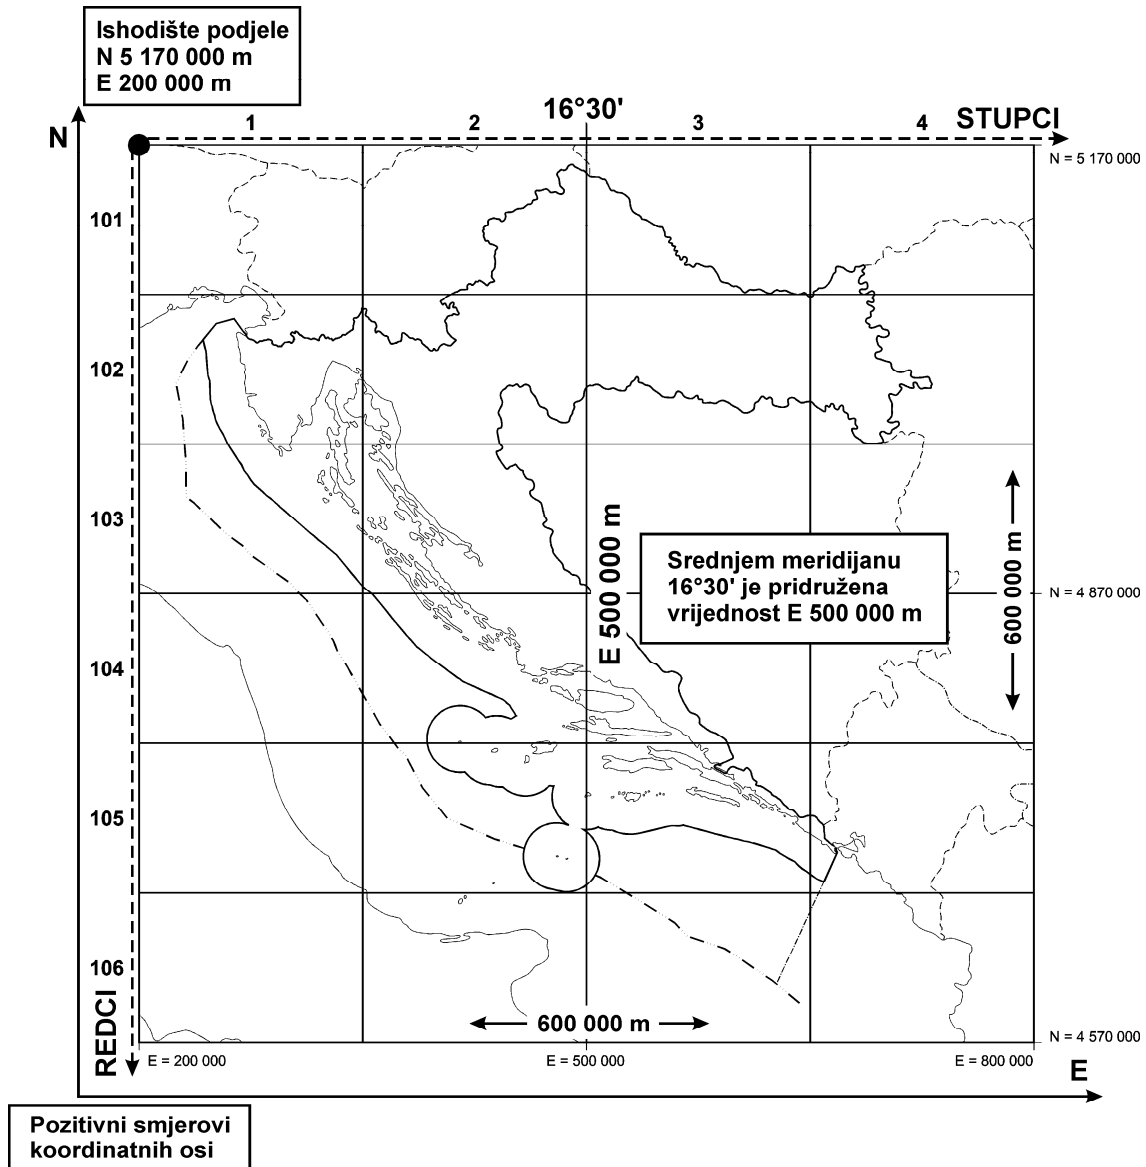 Ishodište podjele
N 5 170 000 m
E 200 000 m
16°30'
1
2
3
4
STUPCI
N
N = 5 170 000
101
102
103
104
105
106
E 500 000 m
Srednjem meridijanu
16°30' je pridružena
vrijednost E 500 000 m
600 000 m
N = 4 870 000
REDCI
600 000 m
N = 4 570 000
E = 200 000
E = 500 000
E = 800 000
E
Pozitivni smjerovi
koordinatnih osi